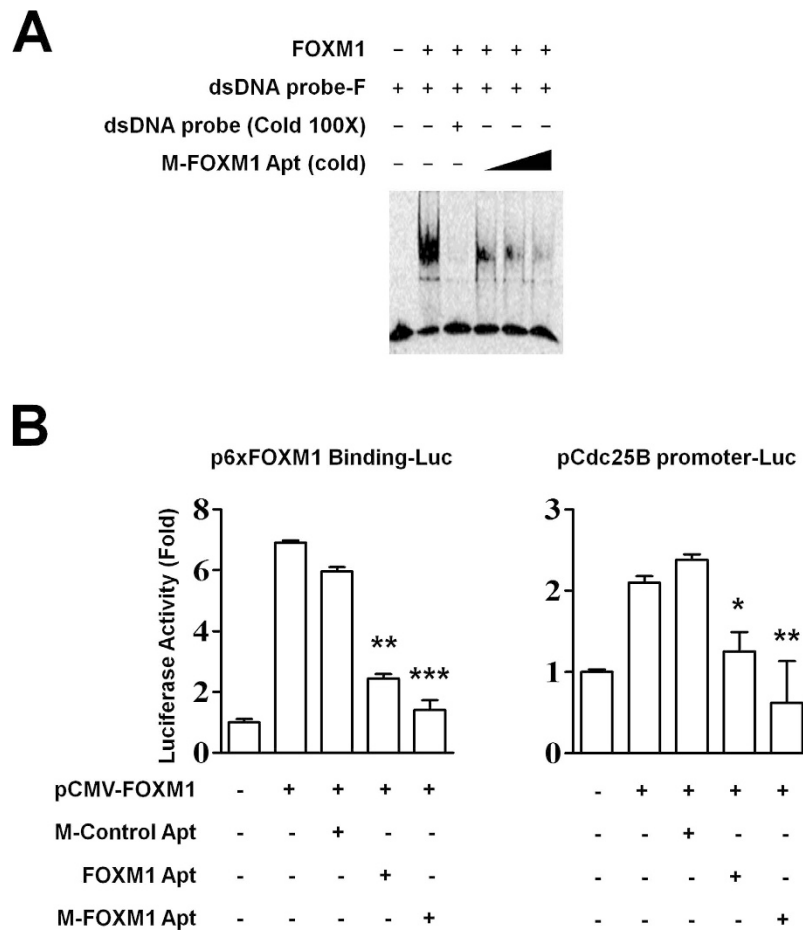 A
FOXM1 - + + + + +
dsDNA probe-F + + + + + +
dsDNA probe (Cold 100X) - - + - - -
M-FOXM1 Apt (cold) - - -
B
p6xFOXM1 Binding-Luc
pCdc25B promoter-Luc
Luciferase Activity (Fold)
8
6
4
2
0
**
***
3
2
1
0
*
**
pCMV-FOXM1 - + + + + - + + + +
M-Control Apt - - + - - - - + - -
FOXM1 Apt - - - + - - - - + -
M-FOXM1 Apt - - - - + - - - - +